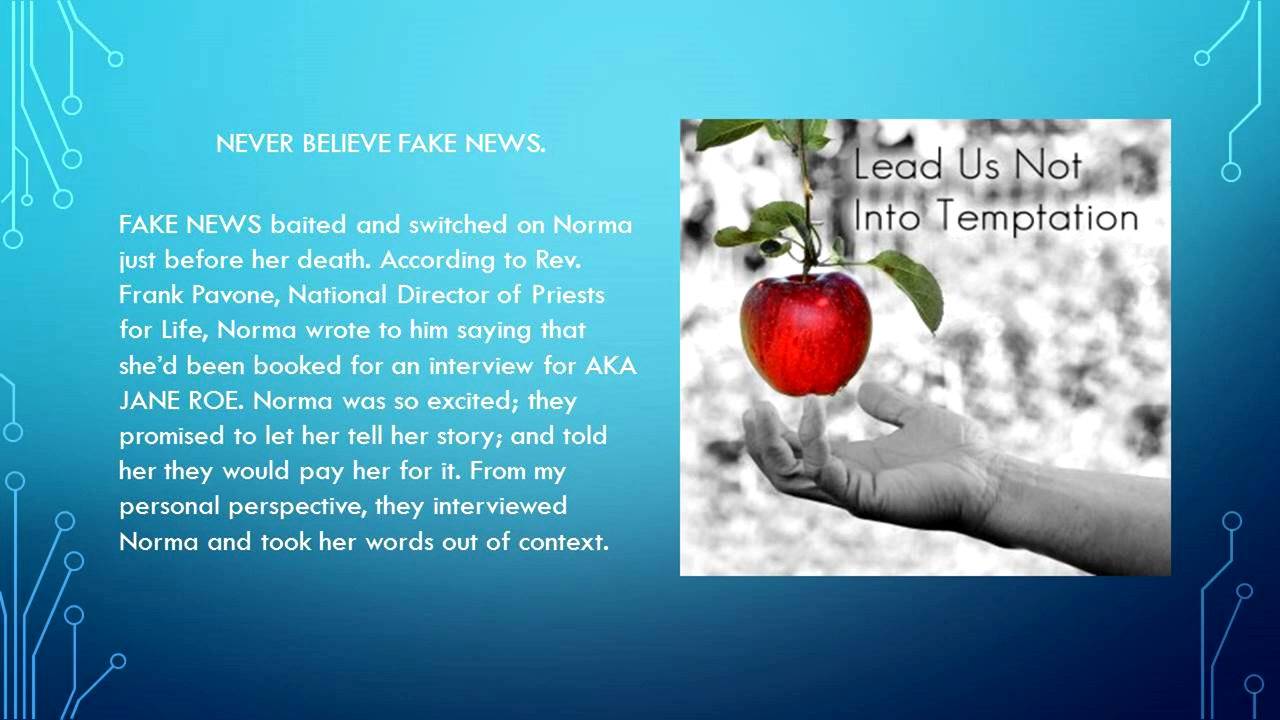 NEVER BELIEVE FAKE NEWS.
FAKE NEWS baited and switched on Norma
just before her death. According to Rev.
Frank Pavone, National Director of Priests
for Life, Norma wrote to him saying that
she’d been booked for an interview for AKA
JANE ROE. Norma was so excited; they
promised to let her tell her story; and told
her they would pay her for it. From my
personal perspective, they interviewed
Norma and took her words out of context.
Lead Us Not
Into Temptation